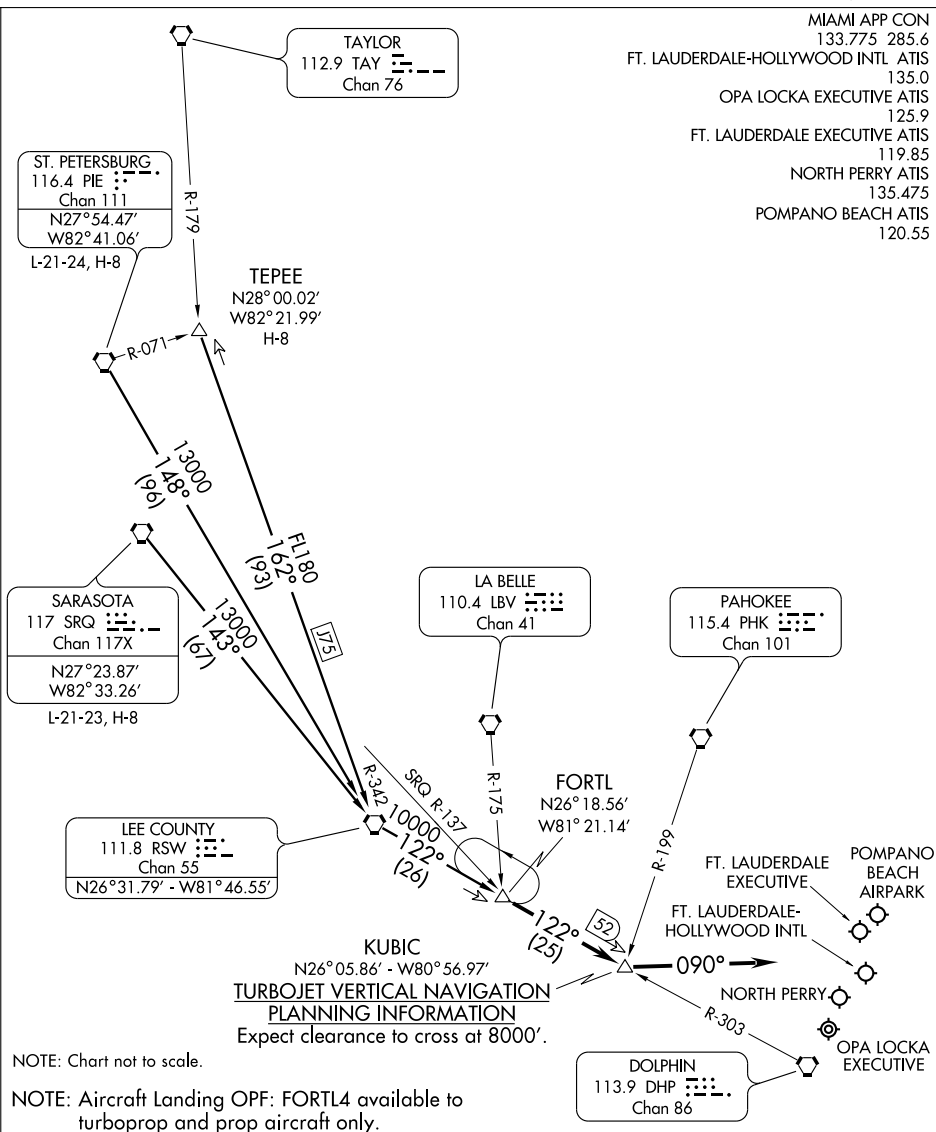 MIAMI APP CON
133.775 285.6
FT. LAUDERDALE-HOLLYWOOD INTL ATIS
135.0
OPA LOCKA EXECUTIVE ATIS
125.9
FT. LAUDERDALE EXECUTIVE ATIS
119.85
NORTH PERRY ATIS
135.475
POMPANO BEACH ATIS
120.55
TAYLOR
112.9 TAY
Chan 76
R-179
ST. PETERSBURG
116.4 PIE
Chan 111
N27°54.47'
W82°41.06'
L-21-24, H-8
TEPEE
N28°00.02'
W82°21.99'
H-8
R-071
13000
148°
(96)
FL180
162°
(93)
J75
SARASOTA
117 SRQ
Chan 117X
N27°23.87'
W82°33.26'
L-21-23, H-8
13000
143°
(67)
LA BELLE
110.4 LBV
Chan 41
R-175
PAHOKEE
115.4 PHK
Chan 101
R-199
LEE COUNTY
111.8 RSW
Chan 55
N26°31.79' - W81°46.55'
R-342
SRQ R-137
10000
122°
(26)
FORTL
N26°18.56'
W81°21.14'
122°
(25)
52
KUBIC
N26°05.86' - W80°56.97'
TURBOJET VERTICAL NAVIGATION
PLANNING INFORMATION
Expect clearance to cross at 8000'.
090°
FT. LAUDERDALE
EXECUTIVE
POMPANO
BEACH
AIRPARK
FT. LAUDERDALE-
HOLLYWOOD INTL
NORTH PERRY
OPA LOCKA
EXECUTIVE
R-303
DOLPHIN
113.9 DHP
Chan 86
NOTE: Chart not to scale.
NOTE: Aircraft Landing OPF: FORTL4 available to
turboprop and prop aircraft only.